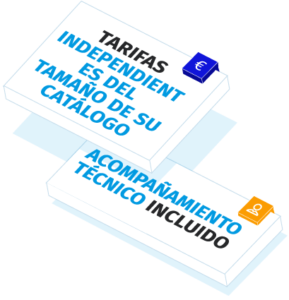 TARIFAS
INDEPENDIENT
ES DEL
TAMAÑO DE SU
CATÁLOGO
€
ACOMPAÑAMIENTO
TÉCNICO INCLUIDO